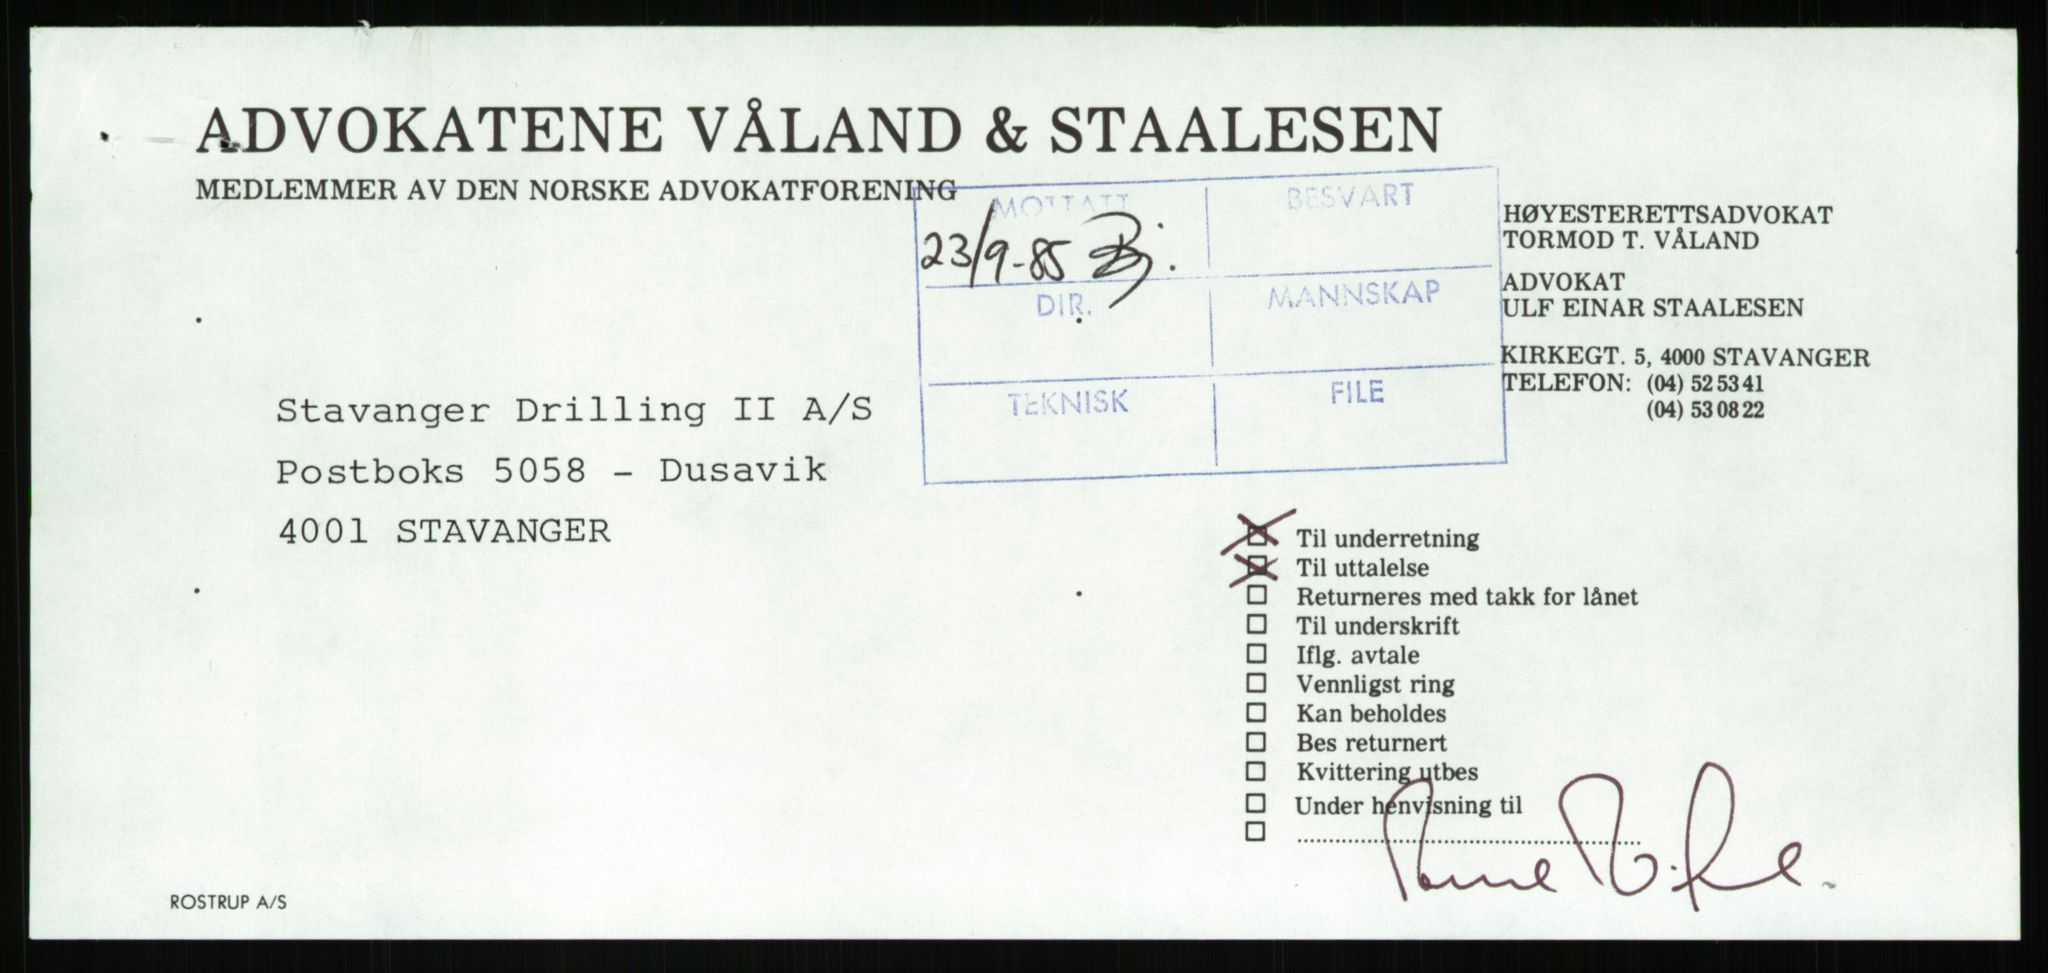 ADVOKATENE VÅLAND & STAALESEN
MEDLEMMER AV DEN NORSKE ADVOKATFORENING
MOTTATT
BESVART
23/9-85 Bj.
DIR.
MANNSKAP
TEKNISK
FILE
HØYESTERETTSADVOKAT
TORMOD T. VÅLAND
ADVOKAT
ULF EINAR STAALESEN
KIRKEGT. 5, 4000 STAVANGER
TELEFON: (04) 52 53 41
(04) 53 08 22
Stavanger Drilling II A/S
Postboks 5058 - Dusavik
4001 STAVANGER
Til underretning
Til uttalelse
Returneres med takk for lånet
Til underskrift
Iflg. avtale
Vennligst ring
Kan beholdes
Bes returnert
Kvittering utbes
Under henvisning til
ROSTRUP A/S